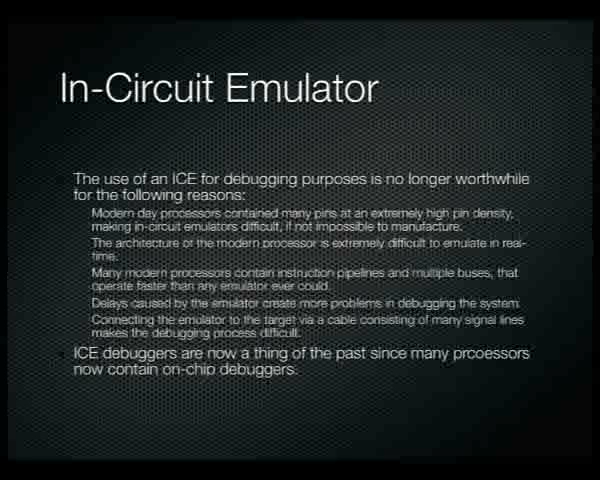 In-Circuit Emulator
The use of an ICE for debugging purposes is no longer worthwhile
for the following reasons:
Modern day processors contained many pins at an extremely high pin density,
making in-circuit emulators difficult, if not impossible to manufacture.
The architecture of the modern processor is extremely difficult to emulate in real-
time.
Many modern processors contain instruction pipelines and multiple buses, that
operate faster than any emulator ever could.
Delays caused by the emulator create more problems in debugging the system.
Connecting the emulator to the target via a cable consisting of many signal lines
makes the debugging process difficult.
ICE debuggers are now a thing of the past since many prcoessors
now contain on-chip debuggers.